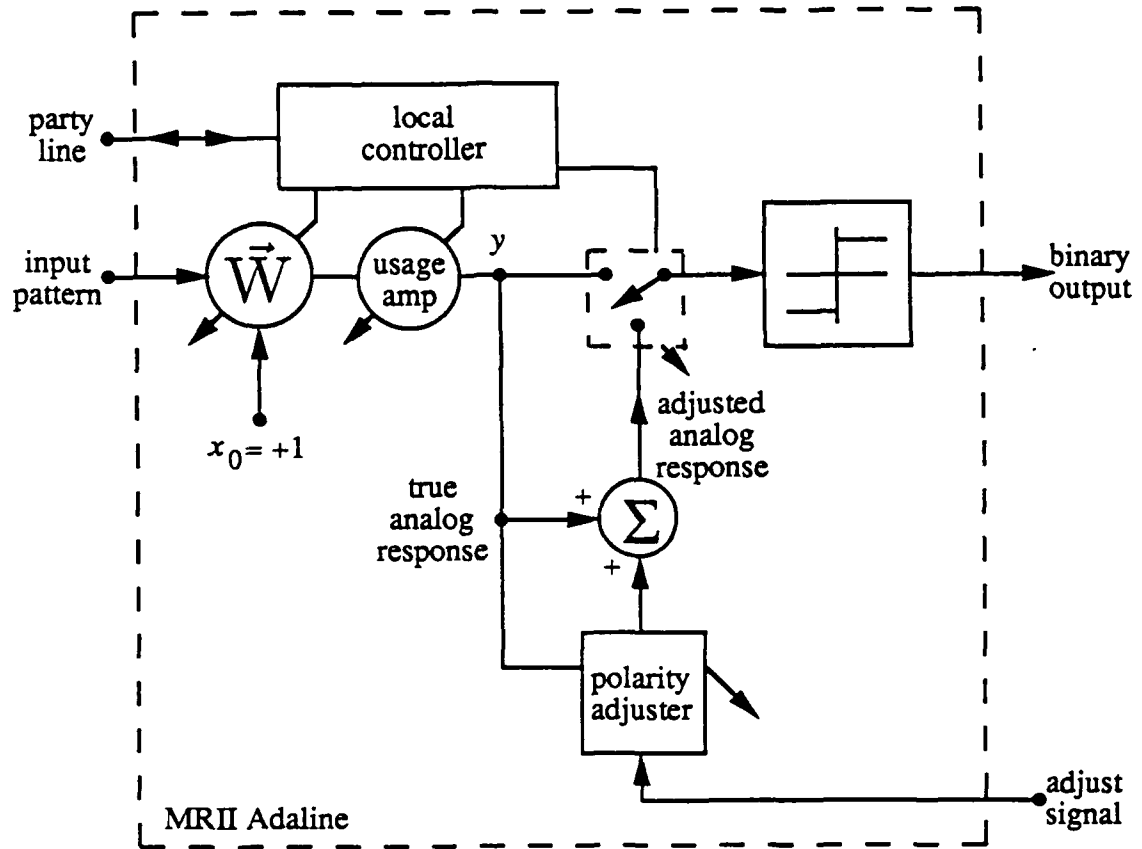 party
line
local
controller
input
pattern
W
usage
amp
y
binary
output
x0 = +1
adjusted
analog
response
true
analog
response
+
Σ
+
polarity
adjuster
adjust
signal
MRII Adaline